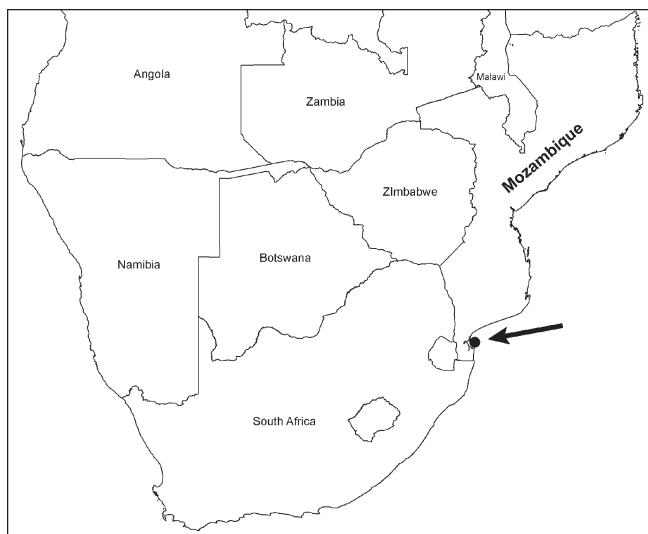 Angola
Malawi
Zambia
Mozambique
ZImbabwe
Namibia
Botswana
South Africa